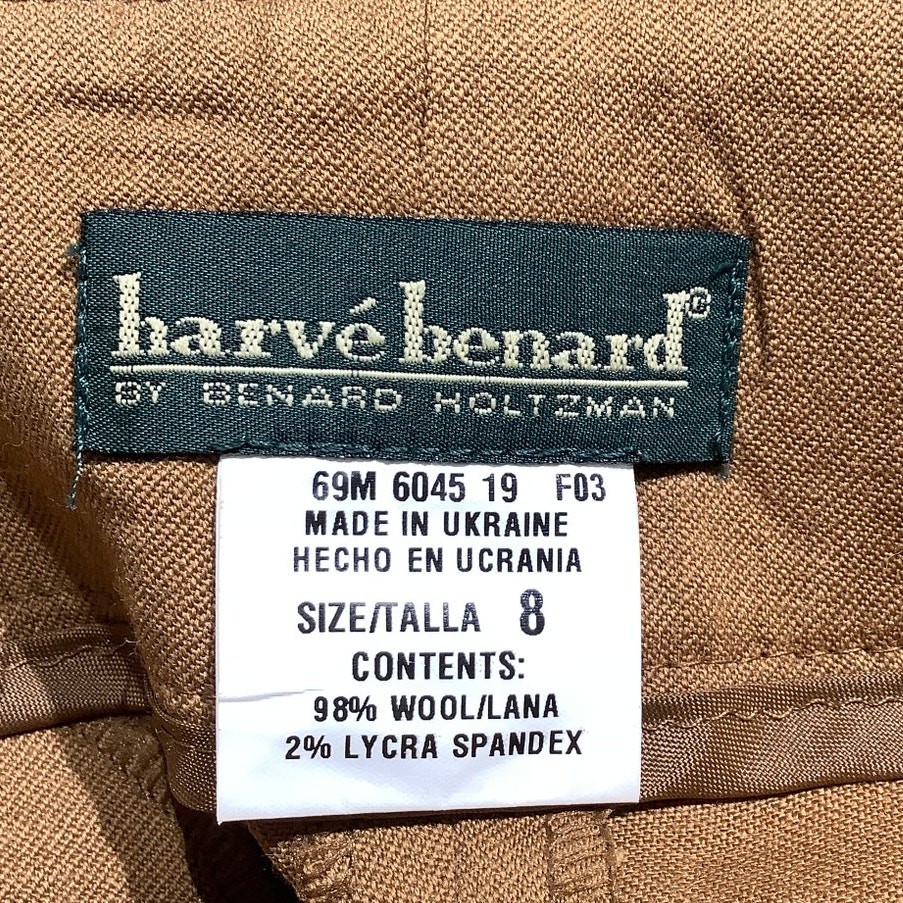 harvé benard®
BY BENARD HOLTZMAN
69M 6045 19 F03
MADE IN UKRAINE
HECHO EN UCRANIA
SIZE/TALLA 8
CONTENTS:
98% WOOL/LANA
2% LYCRA SPANDEX